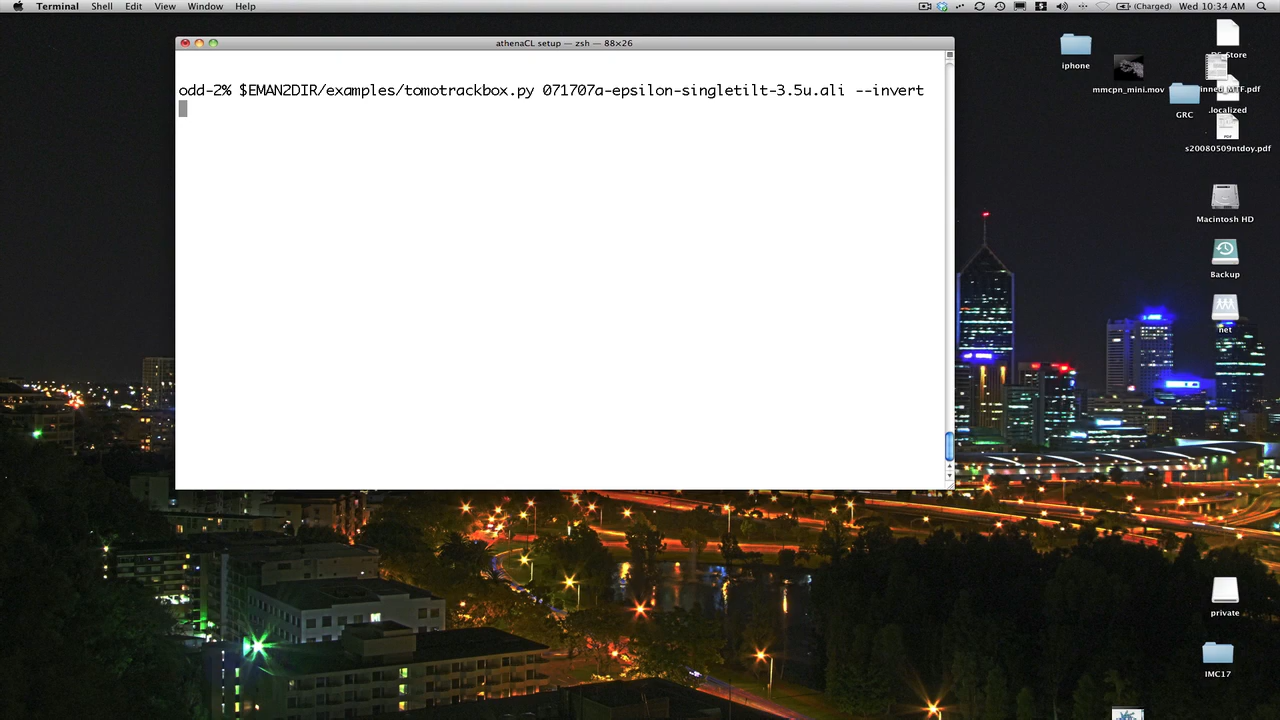 Terminal Shell Edit View Window Help (Charged) Wed 10:34 AM
athenaCL setup — zsh — 88×26
odd-2% $EMAN2DIR/examples/tomotrackbox.py 071707a-epsilon-singletilt-3.5u.ali --invert
iphone
mmcpn_mini.mov
GRC
.localized
s20080509ntdoy.pdf
Macintosh HD
Backup
net
private
IMC17